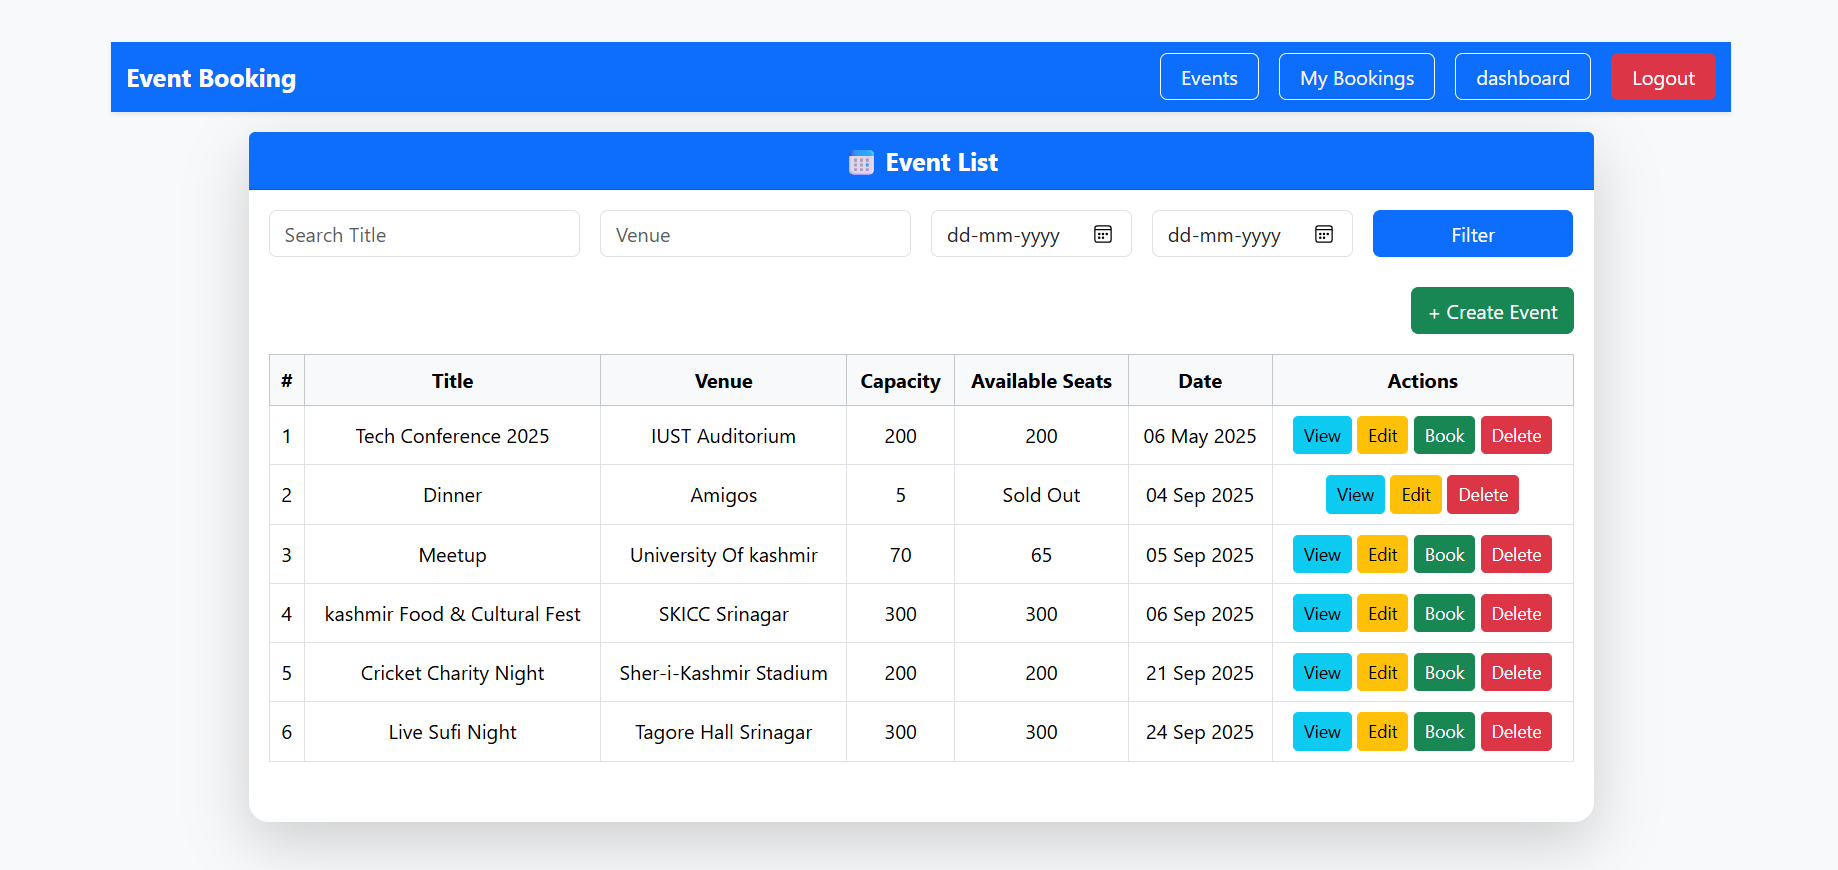 Event Booking Events My Bookings dashboard Logout
Event List
Search Title Venue dd-mm-yyyy dd-mm-yyyy Filter
+ Create Event
# Title Venue Capacity Available Seats Date Actions
1 Tech Conference 2025 IUST Auditorium 200 200 06 May 2025 View Edit Book Delete
2 Dinner Amigos 5 Sold Out 04 Sep 2025 View Edit Delete
3 Meetup University Of kashmir 70 65 05 Sep 2025 View Edit Book Delete
4 kashmir Food & Cultural Fest SKICC Srinagar 300 300 06 Sep 2025 View Edit Book Delete
5 Cricket Charity Night Sher-i-Kashmir Stadium 200 200 21 Sep 2025 View Edit Book Delete
6 Live Sufi Night Tagore Hall Srinagar 300 300 24 Sep 2025 View Edit Book Delete